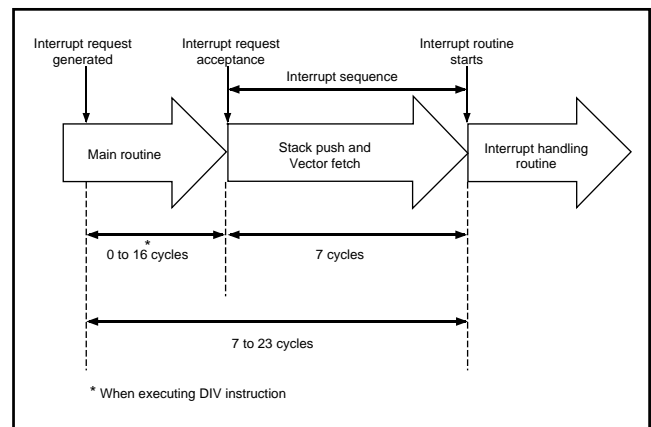 Interrupt request
generated
Interrupt request
acceptance
Interrupt routine
starts
Interrupt sequence
Main routine
Stack push and
Vector fetch
Interrupt handling
routine
*
0 to 16 cycles
7 cycles
7 to 23 cycles
* When executing DIV instruction